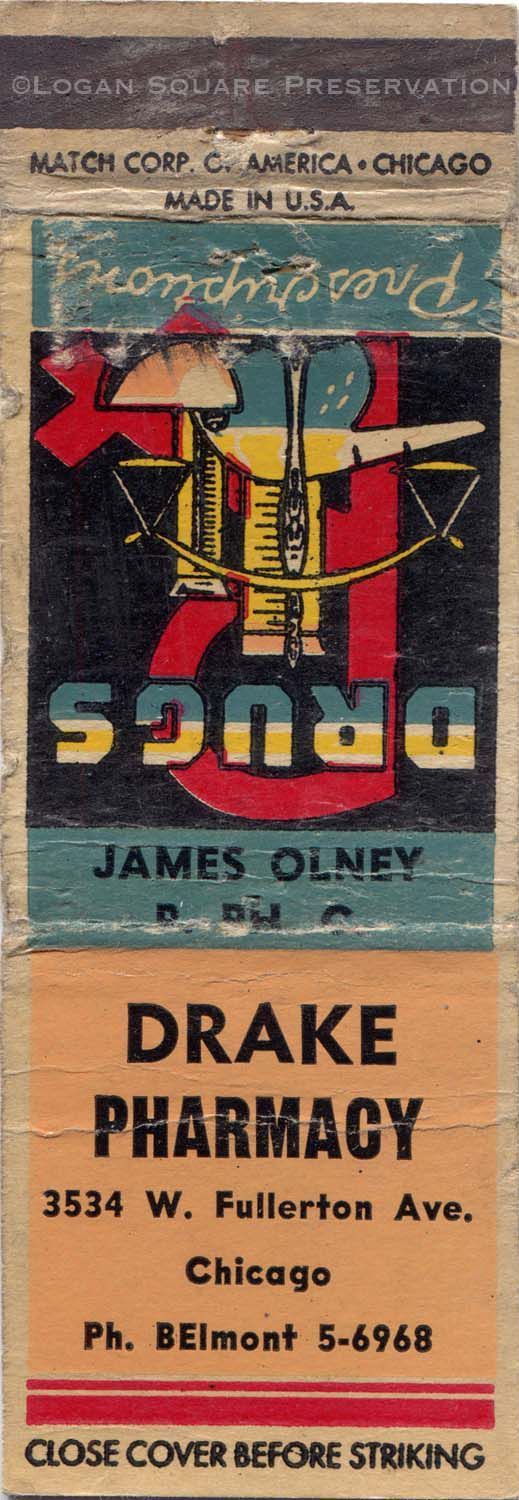 ©LOGAN SQUARE PRESERVATION
MATCH CORP. OF AMERICA • CHICAGO
MADE IN U.S.A.
Prescriptions
DRUGS
JAMES OLNEY
R. PH. C.
DRAKE
PHARMACY
3534 W. Fullerton Ave.
Chicago
Ph. BElmont 5-6968
CLOSE COVER BEFORE STRIKING